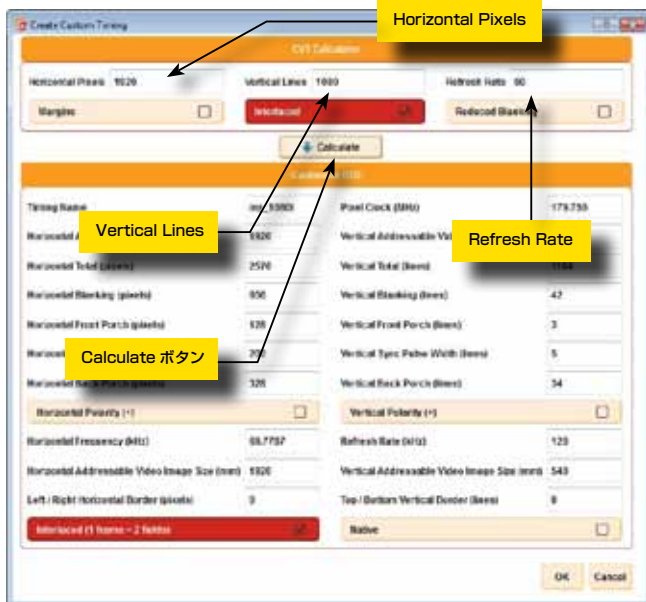 Create Custom Timing
Horizontal Pixels
CVT Calculator
Horizontal Pixels 1920
Vertical Lines 1080
Refresh Rate 60
Margins
Interlaced
Reduced Blanking
Calculate
Timing Name
Pixel Clock (MHz) 179.755
Vertical Lines
Refresh Rate
1920
Horizontal Total (pixels) 2576
Vertical Total (lines)
Horizontal Blanking (pixels)
Vertical Blanking (lines) 42
Horizontal Front Porch (pixels) 128
Vertical Front Porch (lines) 3
Calculate ボタン
Vertical Sync Pulse Width (lines) 5
328
Vertical Back Porch (lines) 34
Horizontal Polarity (+)
Vertical Polarity (+)
Horizontal Frequency (kHz)
Refresh Rate (Hz) 120
Horizontal Addressable Video Image Size (mm) 1920
Vertical Addressable Video Image Size (mm) 540
Left / Right Horizontal Border (pixels) 0
Top / Bottom Vertical Border (lines) 0
Interlaced (1 frame = 2 fields)
Native
OK
Cancel